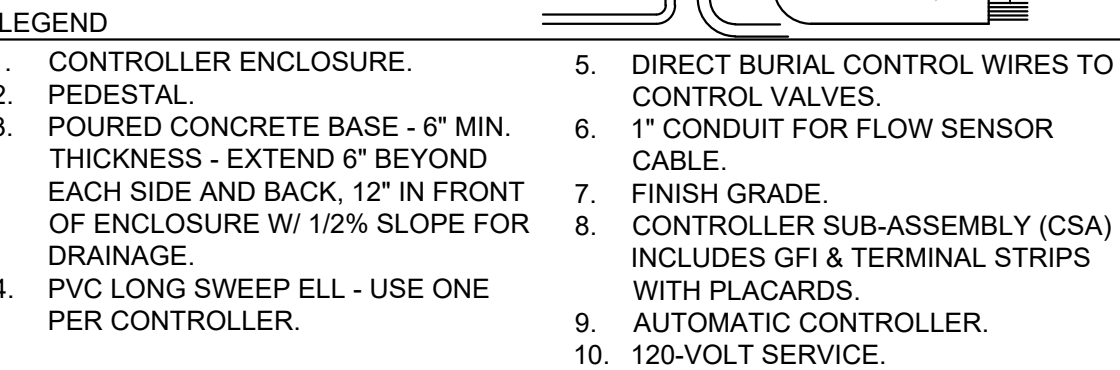 LEGEND
. CONTROLLER ENCLOSURE.
2. PEDESTAL.
3. POURED CONCRETE BASE - 6" MIN.
THICKNESS - EXTEND 6" BEYOND
EACH SIDE AND BACK, 12" IN FRONT
OF ENCLOSURE W/ 1/2% SLOPE FOR
DRAINAGE.
4. PVC LONG SWEEP ELL - USE ONE
PER CONTROLLER.
5. DIRECT BURIAL CONTROL WIRES TO
CONTROL VALVES.
6. 1" CONDUIT FOR FLOW SENSOR
CABLE.
7. FINISH GRADE.
8. CONTROLLER SUB-ASSEMBLY (CSA)
INCLUDES GFI & TERMINAL STRIPS
WITH PLACARDS.
9. AUTOMATIC CONTROLLER.
10. 120-VOLT SERVICE.